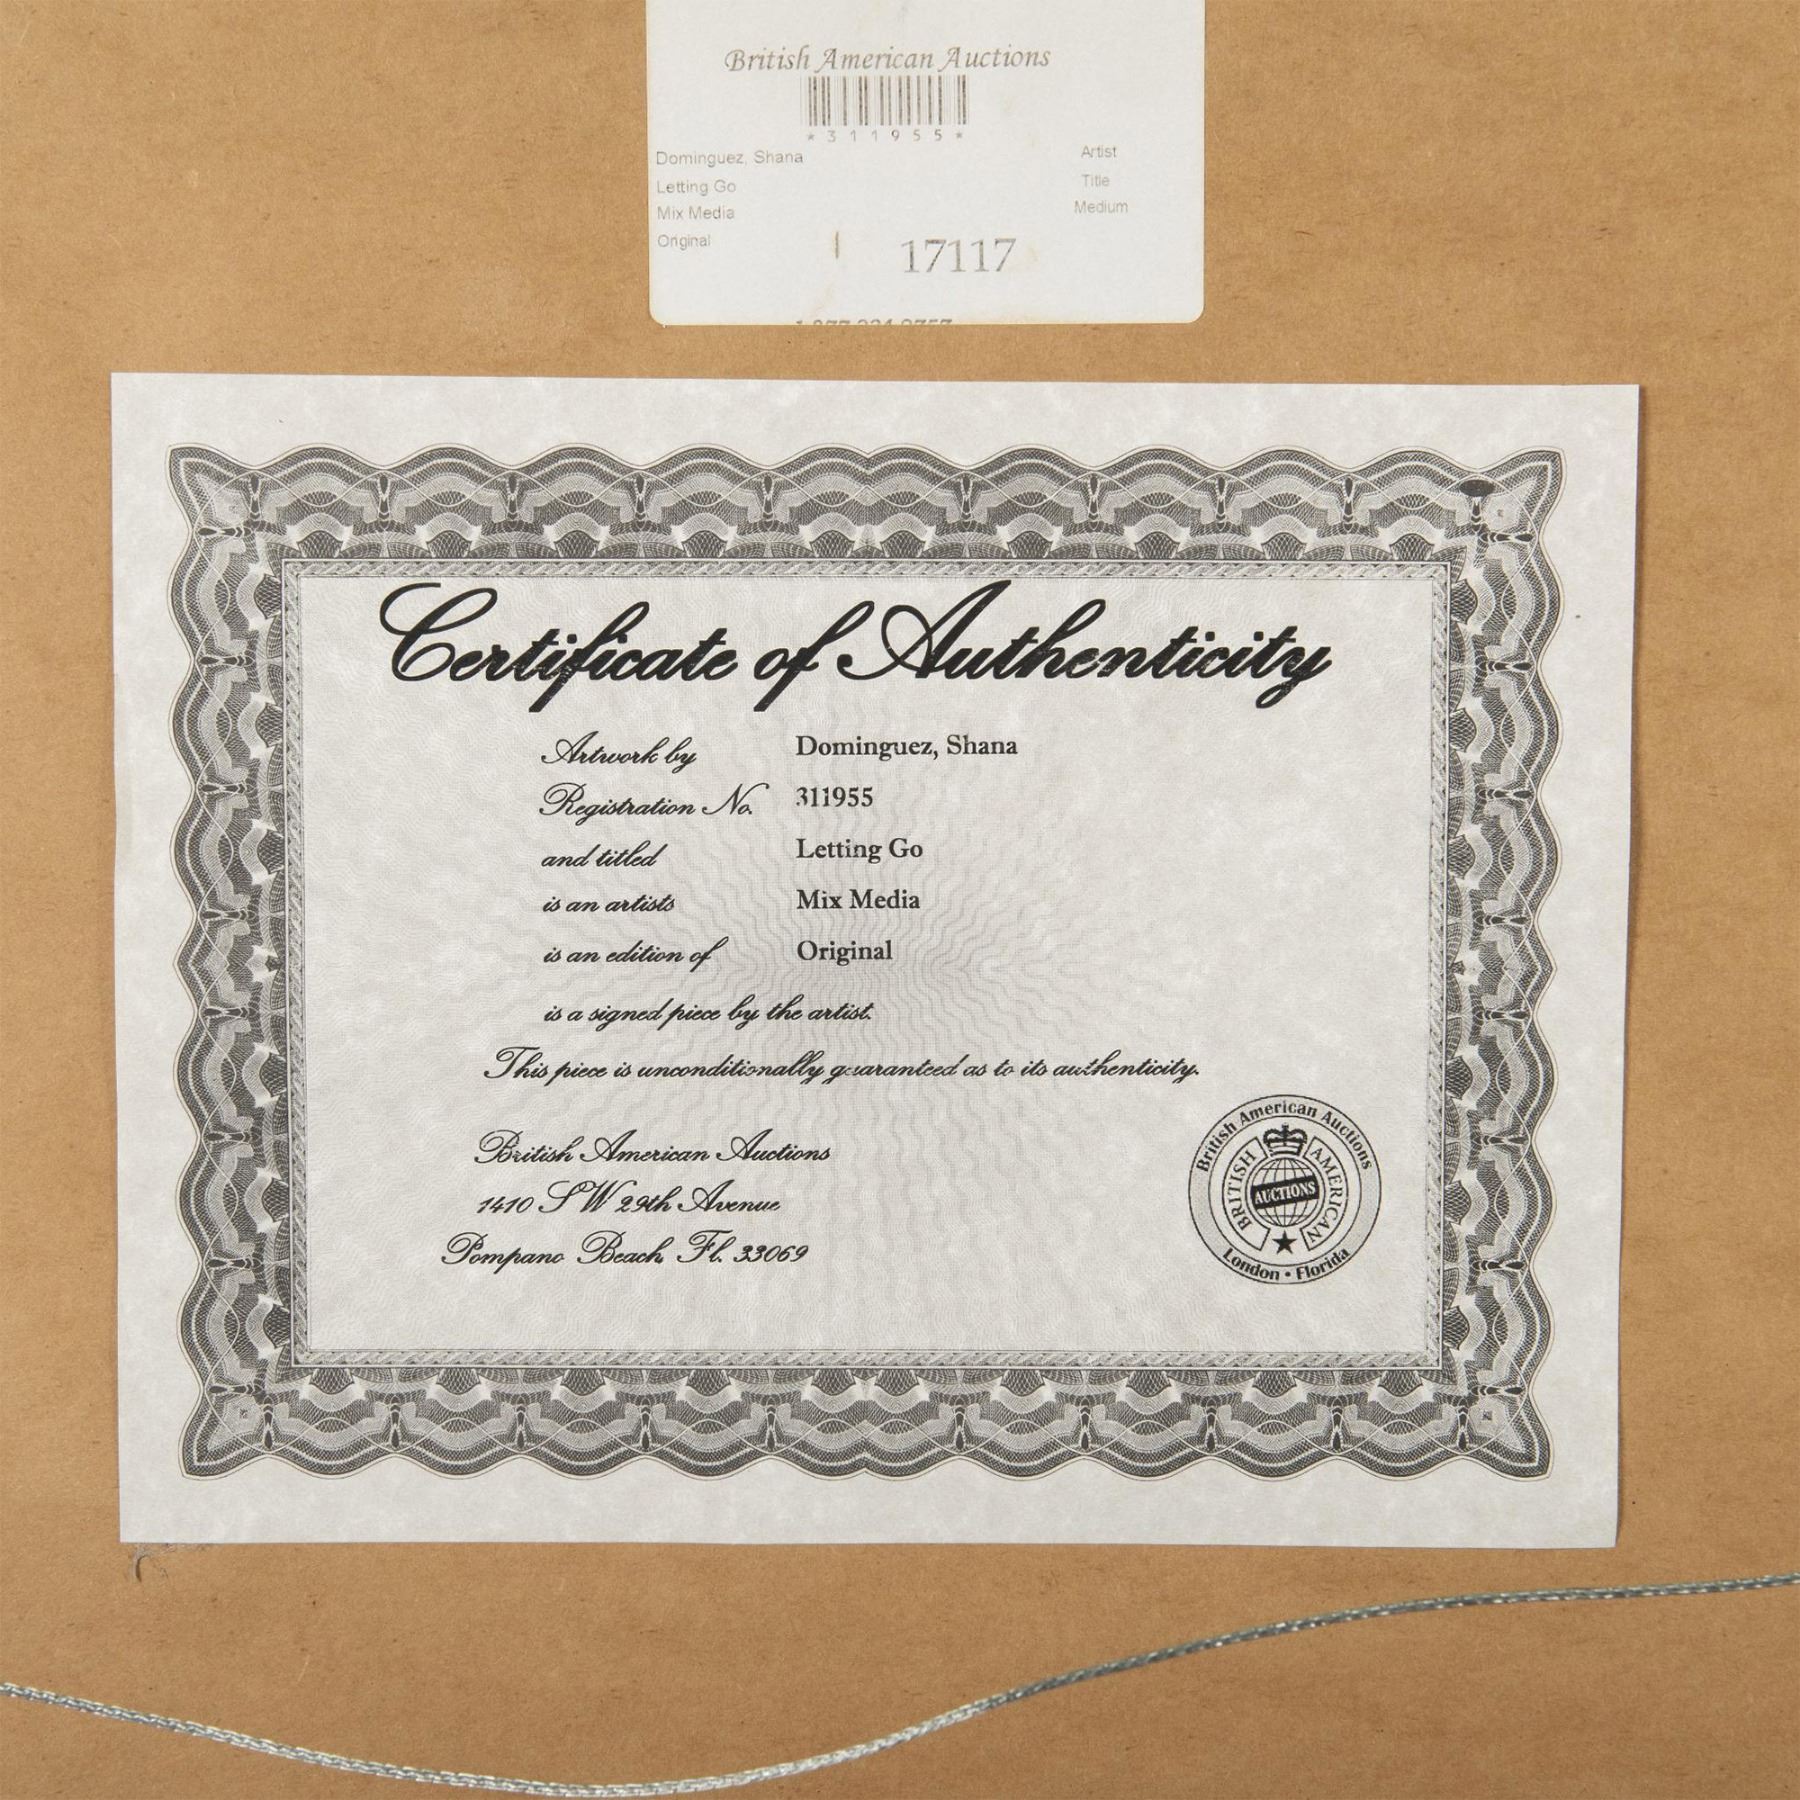 British American Auctions
*311955*
Dominguez, Shana Artist
Letting Go Title
Mix Media Medium
Original 17117
Certificate of Authenticity
Artwork by Dominguez, Shana
Registration No. 311955
and titled Letting Go
is an artists Mix Media
is an edition of Original
is a signed piece by the artist.
This piece is unconditionally guaranteed as to its authenticity.
British American Auctions
1410 SW 29th Avenue
Pompano Beach, Fl. 33069
British American Auctions
BRITISH AMERICAN
AUCTIONS
London • Florida